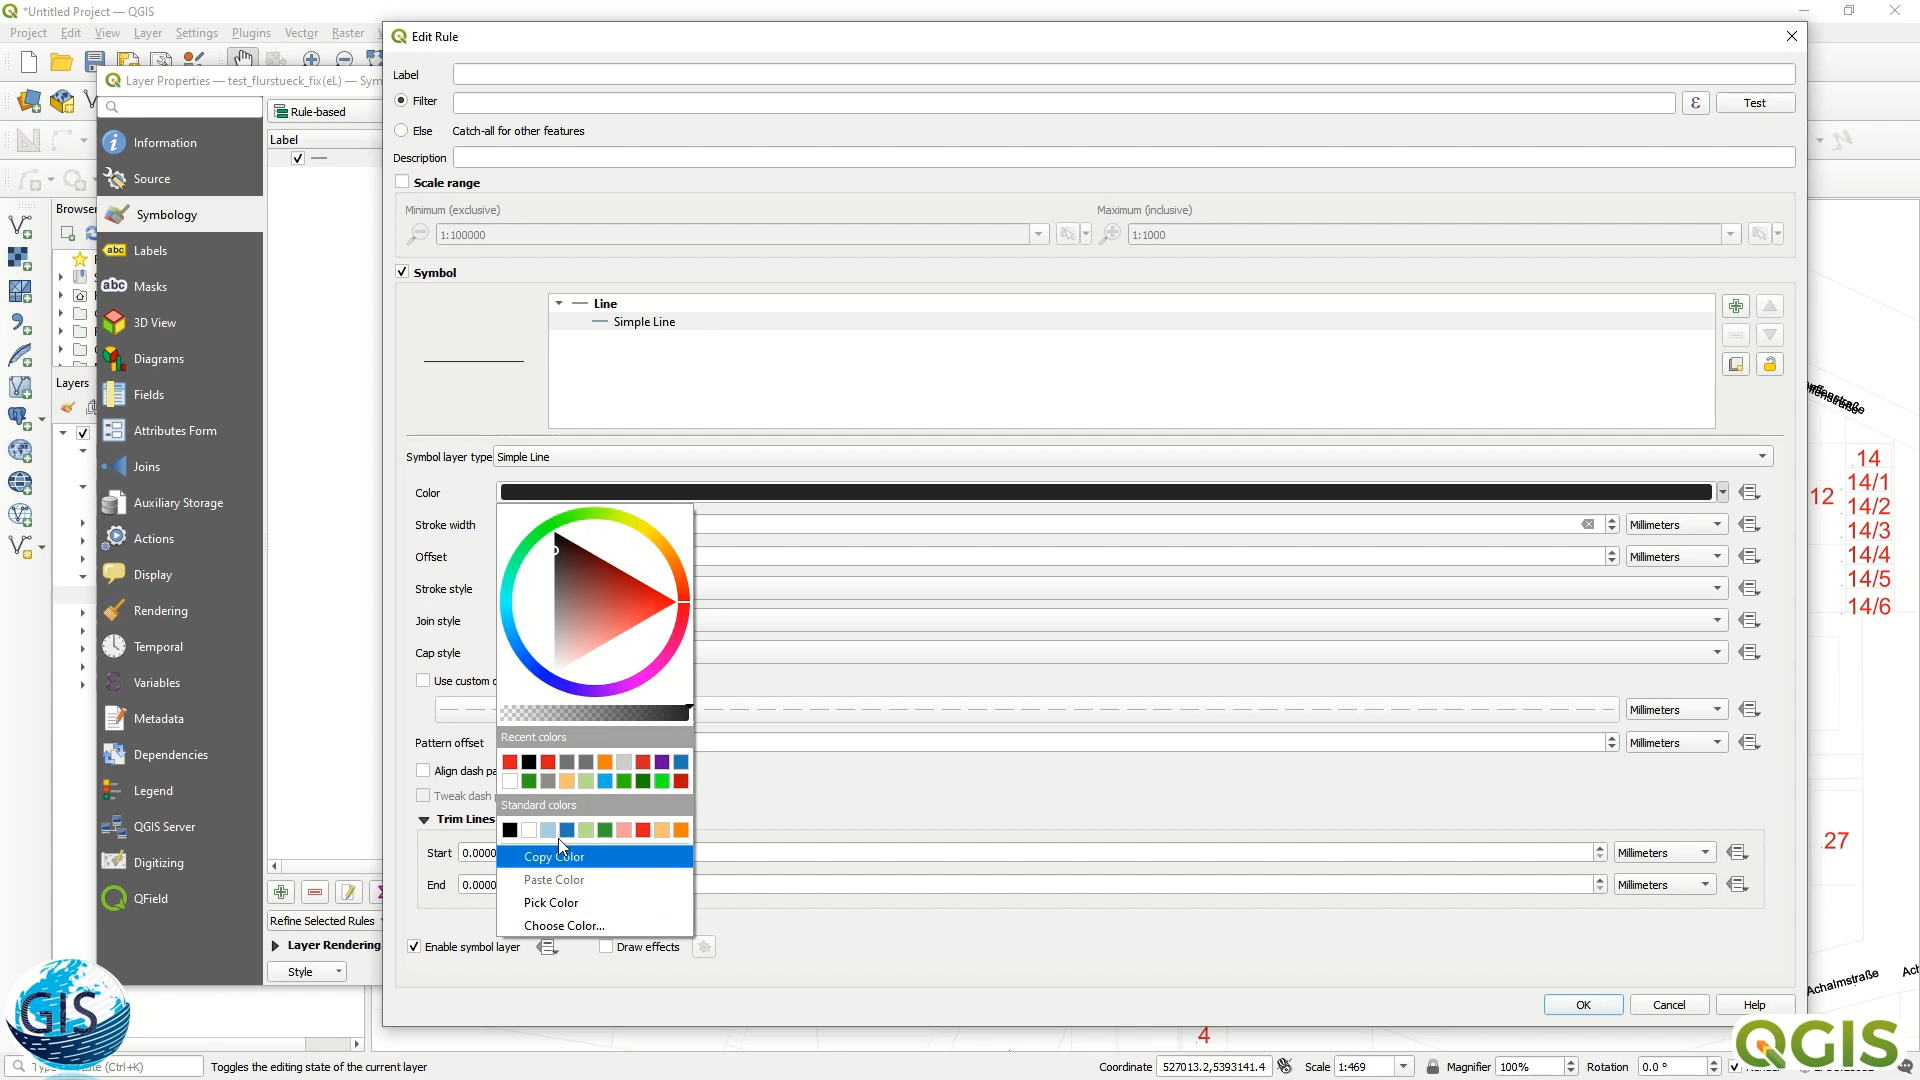 *Untitled Project — QGIS
Project Edit View Layer Settings Plugins Vector Raster
Layer Properties — test_flurstueck_fix(eL) — Sym
Edit Rule
Label
Filter
Test
Rule-based
Label
Else Catch-all for other features
Description
Scale range
Minimum (exclusive)
Maximum (inclusive)
1:100000
1:1000
Symbol
Line
Simple Line
Symbol layer type Simple Line
Color
Stroke width
Millimeters
Offset
Millimeters
Stroke style
Join style
Cap style
Use custom
Millimeters
Pattern offset
Millimeters
Recent colors
Align dash pa
Tweak dash
Standard colors
Trim Lines
Start 0.0000
Millimeters
End 0.0000
Millimeters
Copy Color
Paste Color
Pick Color
Choose Color...
Enable symbol layer
Draw effects
OK
Cancel
Help
Information
Source
Symbology
abc Labels
abc Masks
3D View
Diagrams
Fields
Attributes Form
Joins
Auxiliary Storage
Actions
Display
Rendering
Temporal
Variables
Metadata
Dependencies
Legend
QGIS Server
Digitizing
QField
Browser
Layers
Refine Selected Rules
Layer Rendering
Style
14
12
14/1
14/2
14/3
14/4
14/5
14/6
27
Achalmstraße
4
GIS
QGIS
(Ctrl+K)
Toggles the editing state of the current layer
Coordinate 527013.2,5393141.4
Scale 1:469
Magnifier 100%
Rotation 0.0 °